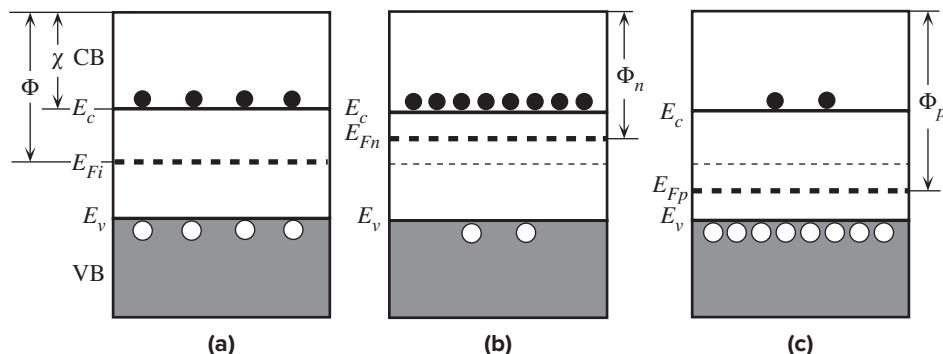 Φ
χ
CB
E_c
E_Fi
E_v
VB
(a)
Φ_n
E_c
E_Fn
E_v
(b)
Φ_p
E_c
E_Fp
E_v
(c)